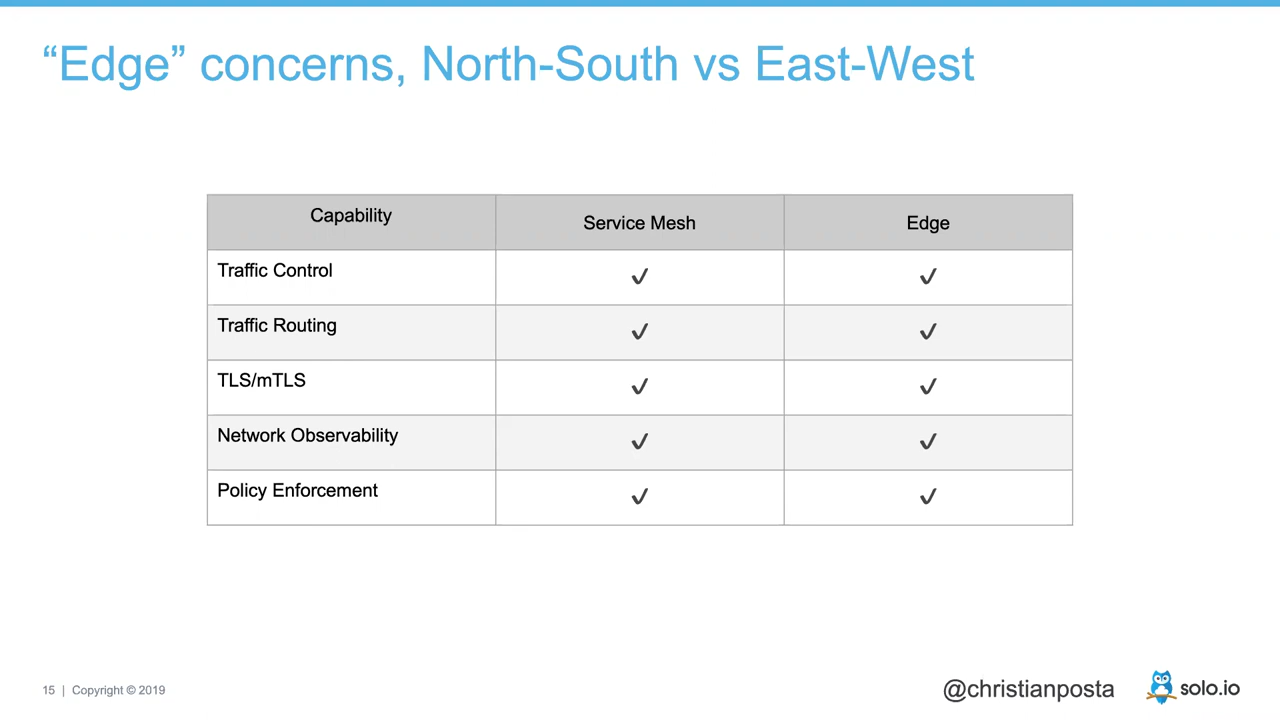 “Edge” concerns, North-South vs East-West
Capability Service Mesh Edge
Traffic Control ✓ ✓
Traffic Routing ✓ ✓
TLS/mTLS ✓ ✓
Network Observability ✓ ✓
Policy Enforcement ✓ ✓
15 | Copyright © 2019 @christianposta solo.io